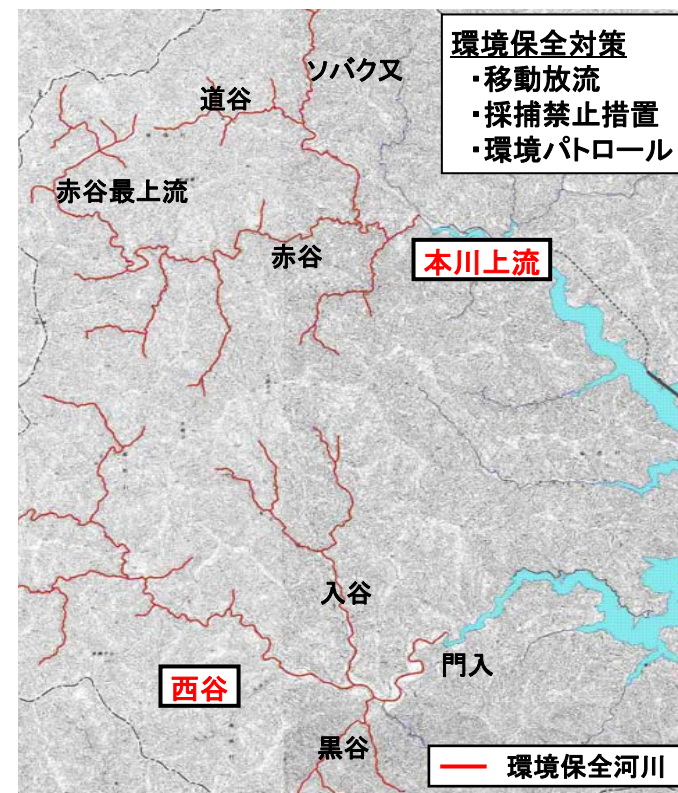 環境保全対策
・移動放流
・採捕禁止措置
・環境パトロール
ソバク又
道谷
赤谷最上流
赤谷
本川上流
入谷
門入
西谷
黒谷
環境保全河川